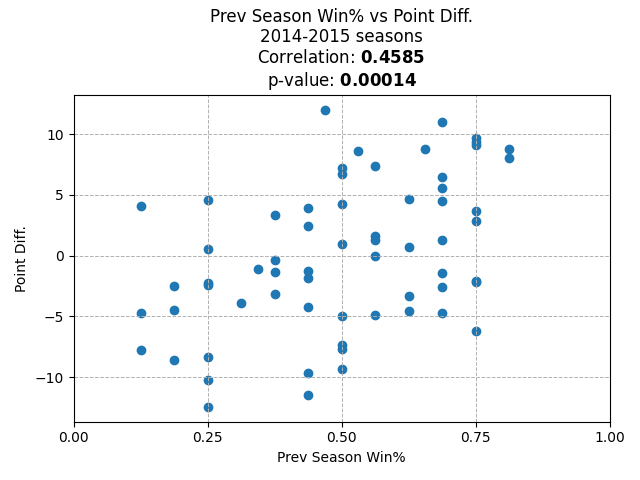 Prev Season Win% vs Point Diff.
2014-2015 seasons
Correlation: 0.4585
p-value: 0.00014
10
5
0
−5
−10
Point Diff.
0.00 0.25 0.50 0.75 1.00
Prev Season Win%